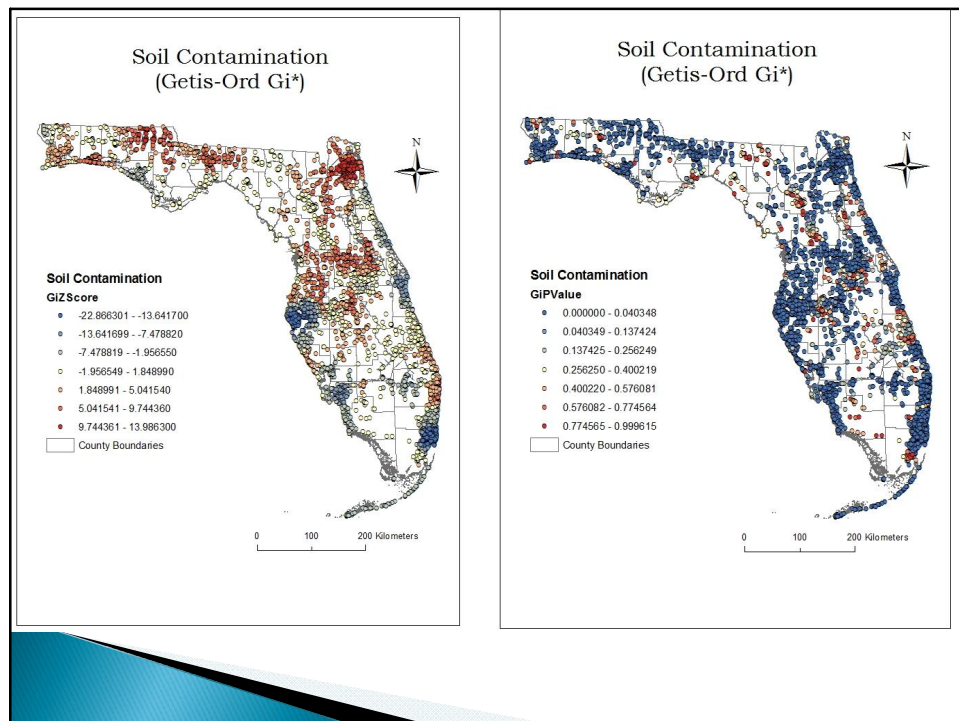 Soil Contamination
(Getis-Ord Gi*)
N
Soil Contamination
GiZScore
-22.866301 - -13.641700
-13.641699 - -7.478820
-7.478819 - -1.956550
-1.956549 - 1.848990
1.848991 - 5.041540
5.041541 - 9.744360
9.744361 - 13.986300
County Boundaries
0 100 200 Kilometers
Soil Contamination
(Getis-Ord Gi*)
N
Soil Contamination
GiPValue
0.000000 - 0.040348
0.040349 - 0.137424
0.137425 - 0.256249
0.256250 - 0.400219
0.400220 - 0.576081
0.576082 - 0.774564
0.774565 - 0.999615
County Boundaries
0 100 200 Kilometers